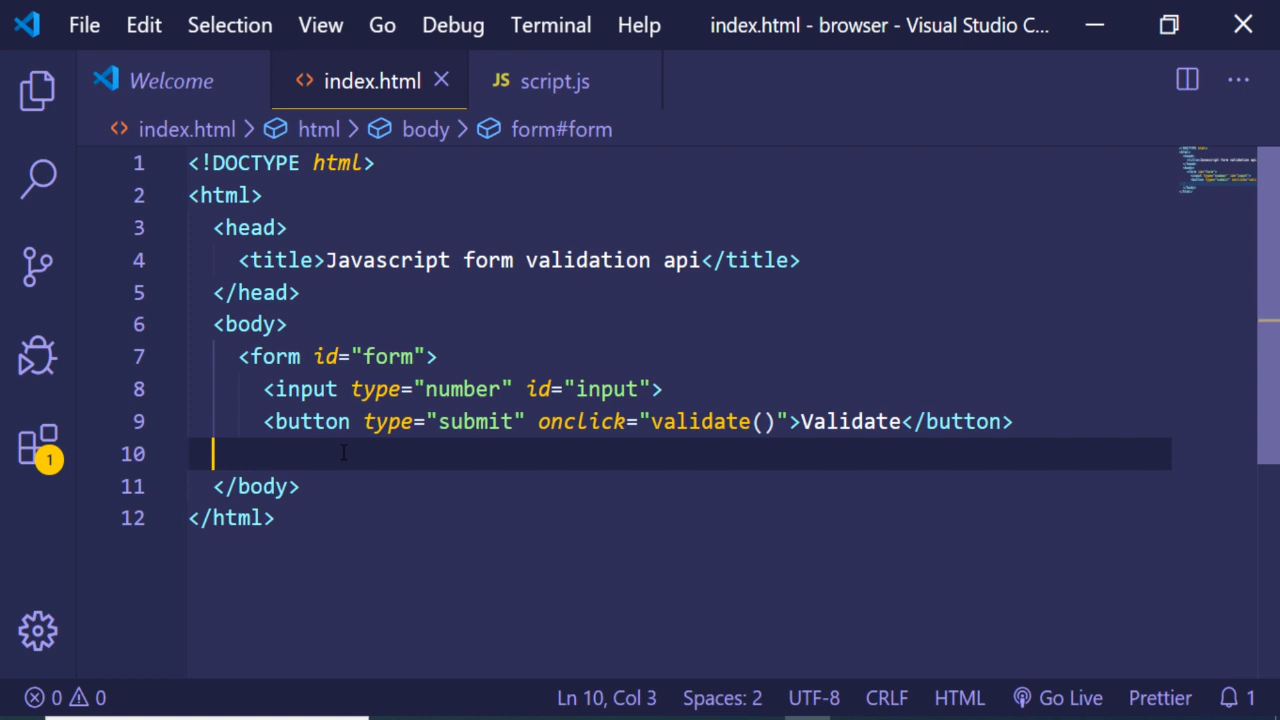 File Edit Selection View Go Debug Terminal Help index.html - browser - Visual Studio C...
Welcome index.html JS script.js
index.html html body form#form
1 <!DOCTYPE html>
2 <html>
3 <head>
4 <title>Javascript form validation api</title>
5 </head>
6 <body>
7 <form id="form">
8 <input type="number" id="input">
9 <button type="submit" onclick="validate()">Validate</button>
10
11 </body>
12 </html>
1
0 0 Ln 10, Col 3 Spaces: 2 UTF-8 CRLF HTML Go Live Prettier 1